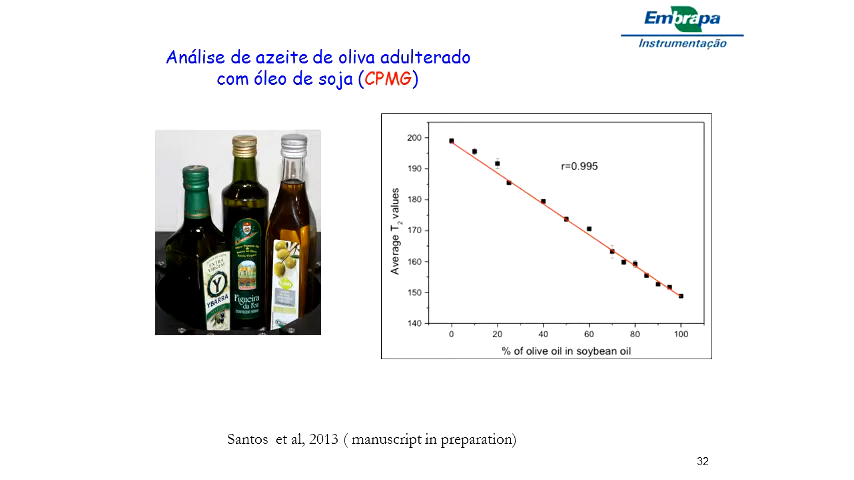 Embrapa
Instrumentação
Análise de azeite de oliva adulterado
com óleo de soja (CPMG)
EXTRA
VIRGEN
Y
YBARRA
Figueira
da Foz
r=0.995
Average T2 values
200
190
180
170
160
150
140
0 20 40 60 80 100
% of olive oil in soybean oil
Santos et al, 2013 ( manuscript in preparation)
32